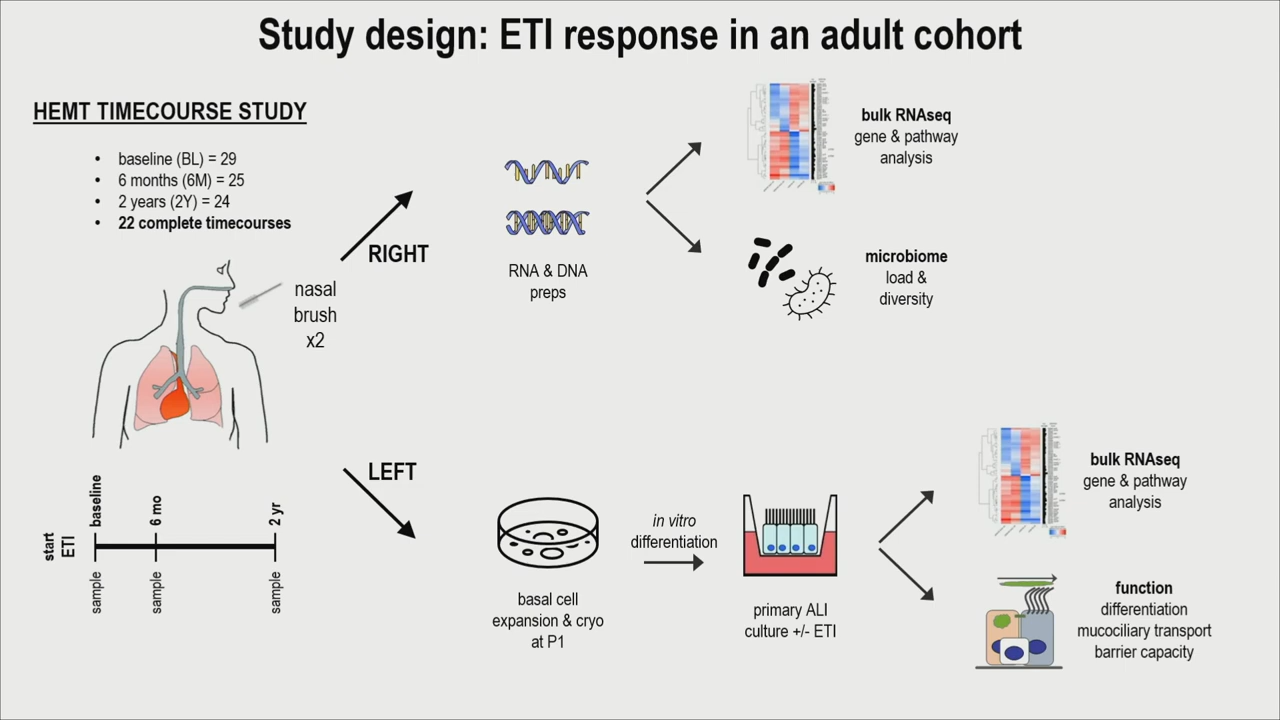 Study design: ETI response in an adult cohort
HEMT TIMECOURSE STUDY
• baseline (BL) = 29
• 6 months (6M) = 25
• 2 years (2Y) = 24
• 22 complete timecourses
nasal
brush
x2
RIGHT
RNA & DNA
preps
bulk RNAseq
gene & pathway
analysis
microbiome
load &
diversity
LEFT
start
ETI
baseline
6 mo
2 yr
sample
sample
sample
basal cell
expansion & cryo
at P1
in vitro
differentiation
primary ALI
culture +/- ETI
bulk RNAseq
gene & pathway
analysis
function
differentiation
mucociliary transport
barrier capacity